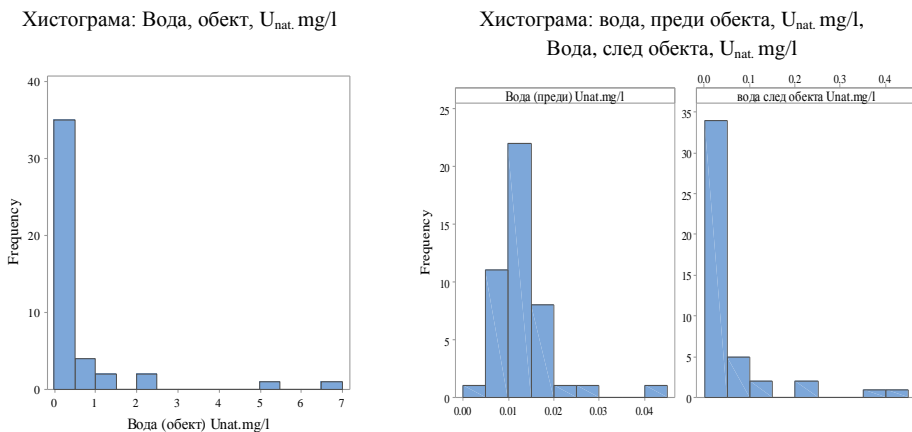 Хистограма: Вода, обект, Unat. mg/l
40
30
20
10
0
Frequency
0 1 2 3 4 5 6 7
Вода (обект) Unat.mg/l
Хистограма: вода, преди обекта, Unat. mg/l,
Вода, след обекта, Unat. mg/l
Вода (преди) Unat.mg/l
25
20
15
10
5
0
Frequency
0.00 0.01 0.02 0.03 0.04
0,0 0,1 0,2 0,3 0,4
вода след обекта Unat.mg/l
35
30
25
20
15
10
5
0